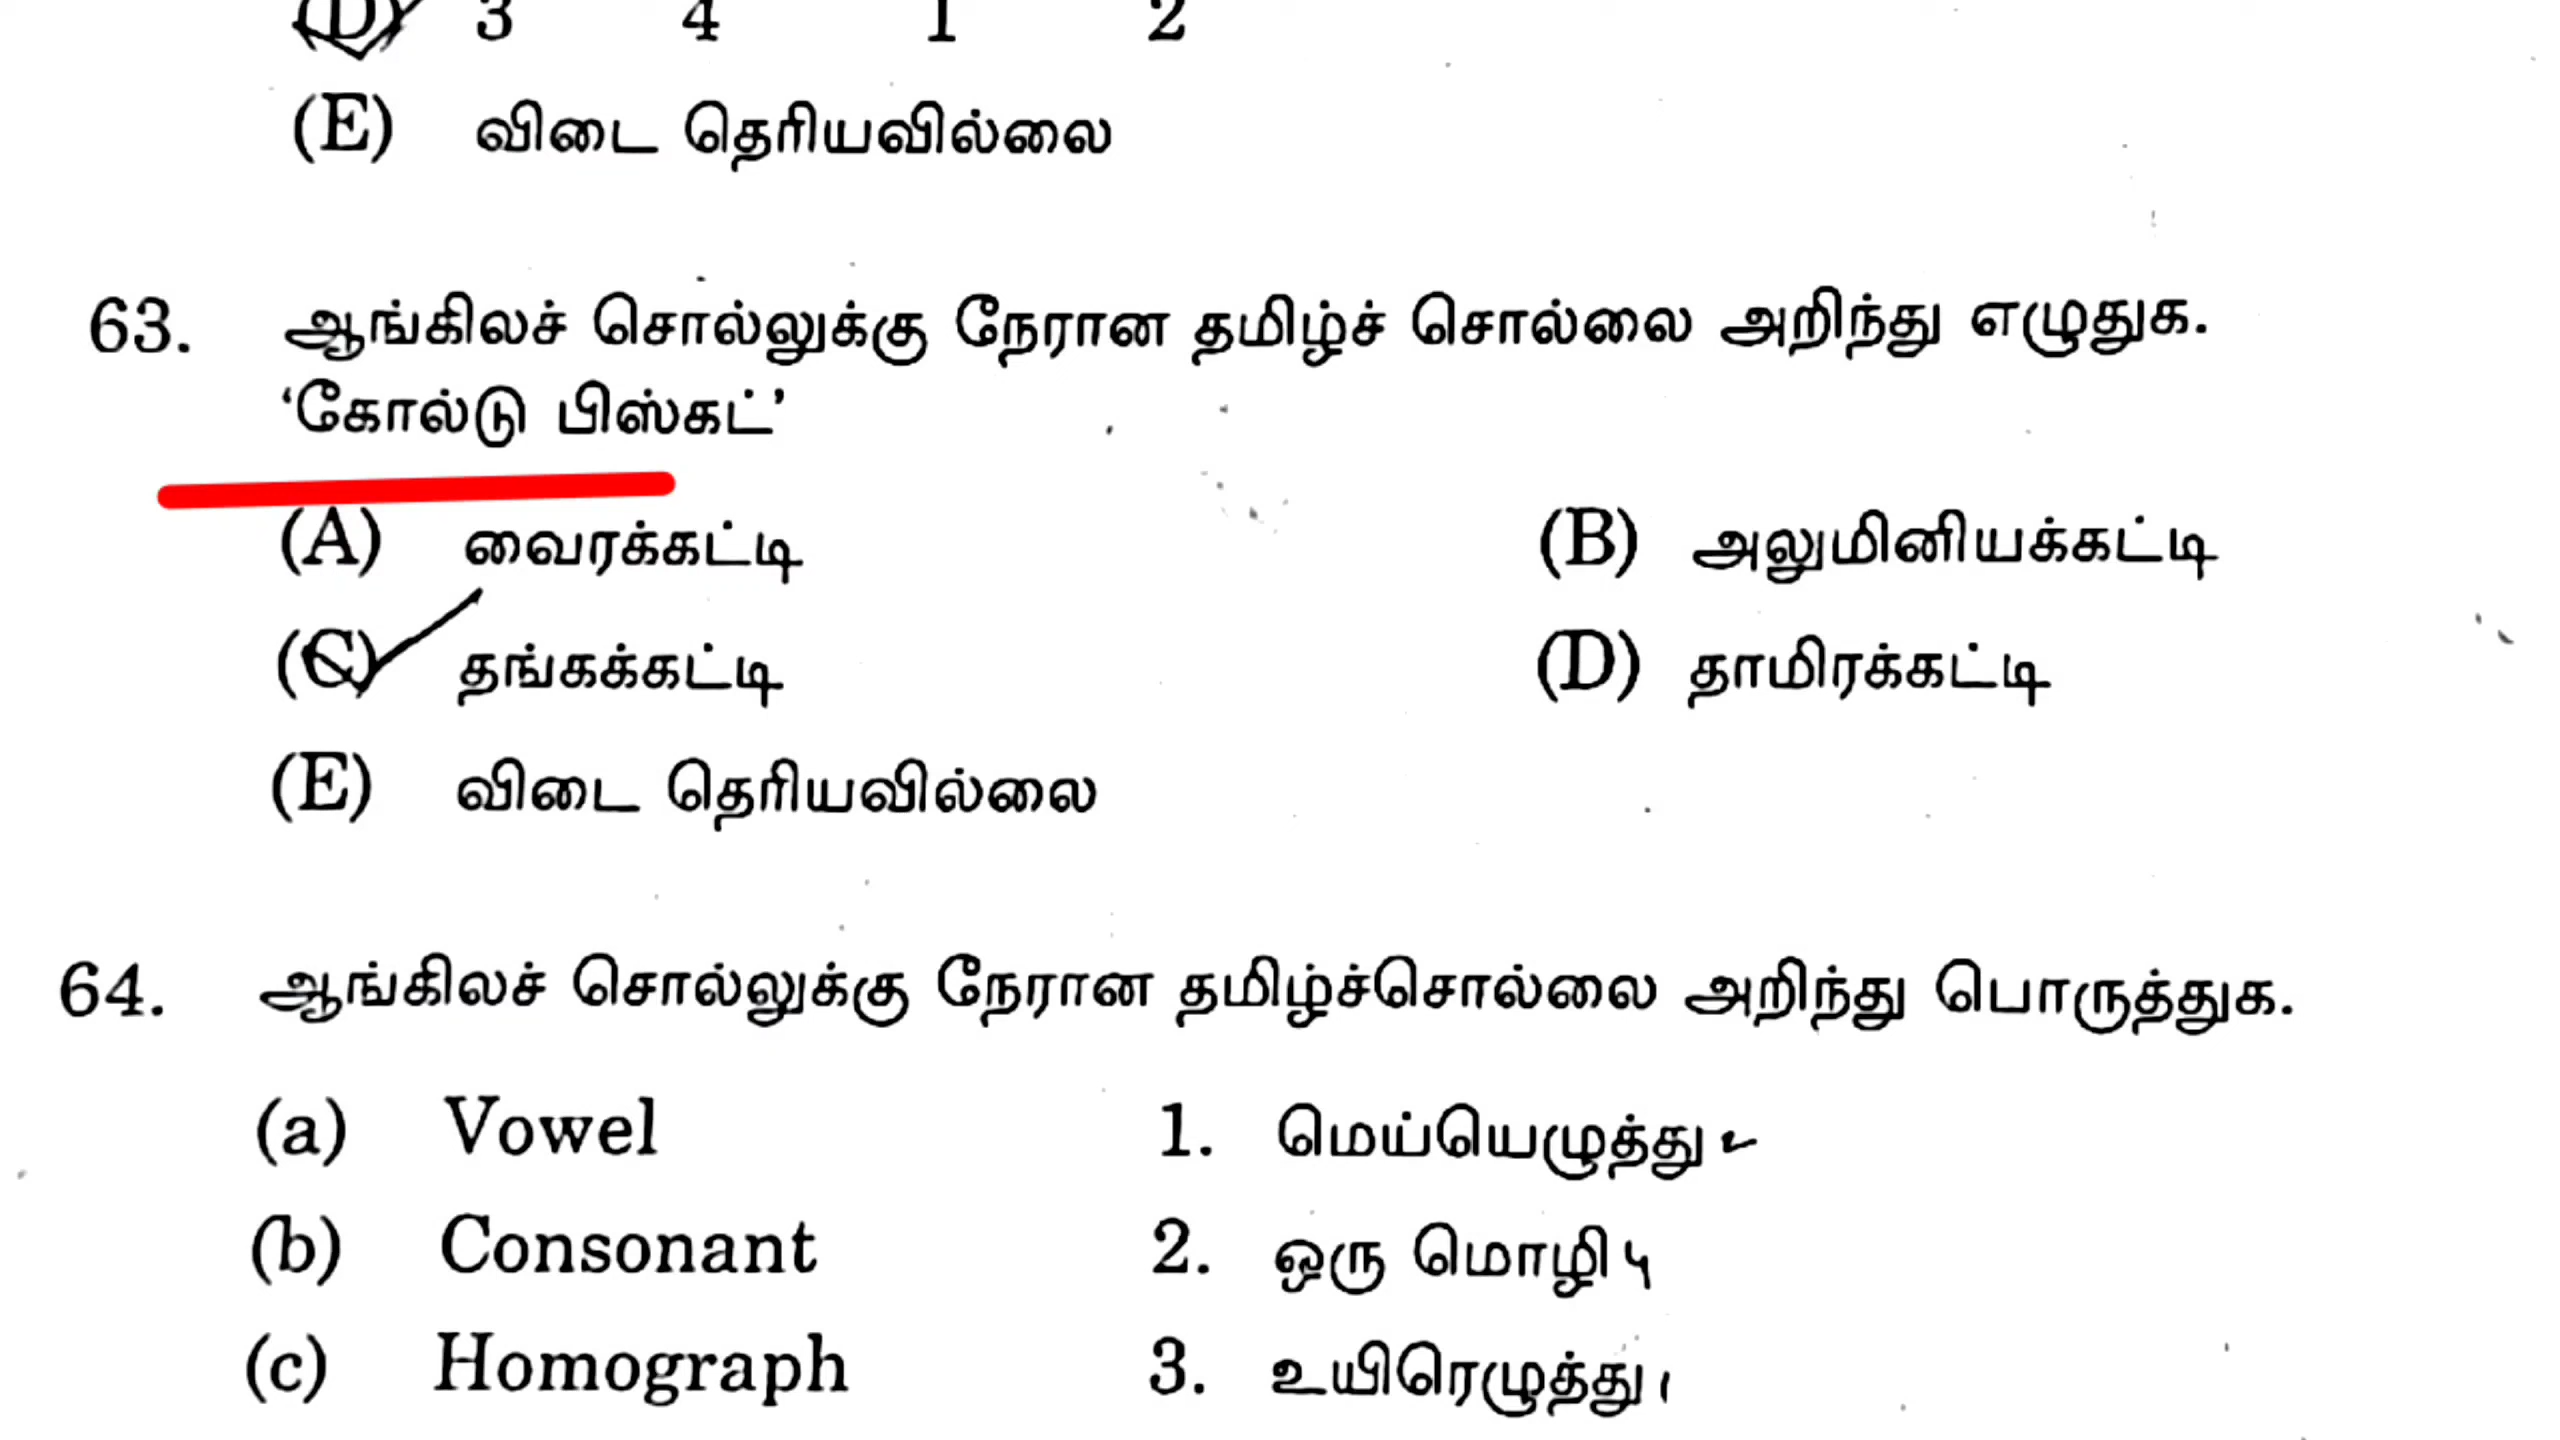 (D) 3 4 1 2
(E) விடை தெரியவில்லை
63. ஆங்கிலச் சொல்லுக்கு நேரான தமிழ்ச் சொல்லை அறிந்து எழுதுக.
‘கோல்டு பிஸ்கட்’
(A) வைரக்கட்டி (B) அலுமினியக்கட்டி
(C) தங்கக்கட்டி (D) தாமிரக்கட்டி
(E) விடை தெரியவில்லை
64. ஆங்கிலச் சொல்லுக்கு நேரான தமிழ்ச்சொல்லை அறிந்து பொருத்துக.
(a) Vowel 1. மெய்யெழுத்து
(b) Consonant 2. ஒரு மொழி
(c) Homograph 3. உயிரெழுத்து